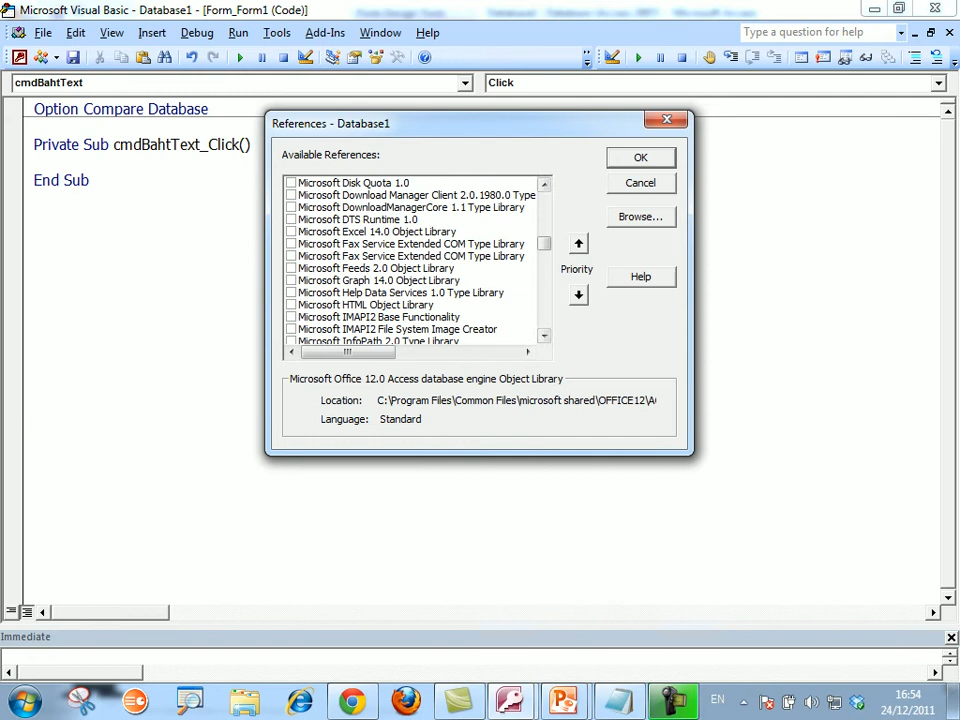 Microsoft Visual Basic - Database1 - [Form_Form1 (Code)]
File Edit View Insert Debug Run Tools Add-Ins Window Help
Type a question for help
cmdBahtText
Click
Option Compare Database
Private Sub cmdBahtText_Click()
End Sub
References - Database1
Available References:
Microsoft Disk Quota 1.0
Microsoft Download Manager Client 2.0.1980.0 Type
Microsoft DownloadManagerCore 1.1 Type Library
Microsoft DTS Runtime 1.0
Microsoft Excel 14.0 Object Library
Microsoft Fax Service Extended COM Type Library
Microsoft Fax Service Extended COM Type Library
Microsoft Feeds 2.0 Object Library
Microsoft Graph 14.0 Object Library
Microsoft Help Data Services 1.0 Type Library
Microsoft HTML Object Library
Microsoft IMAPI2 Base Functionality
Microsoft IMAPI2 File System Image Creator
Microsoft InfoPath 2.0 Type Library
OK
Cancel
Browse...
Priority
Help
Microsoft Office 12.0 Access database engine Object Library
Location: C:\Program Files\Common Files\microsoft shared\OFFICE12\A
Language: Standard
Immediate
EN
16:54
24/12/2011